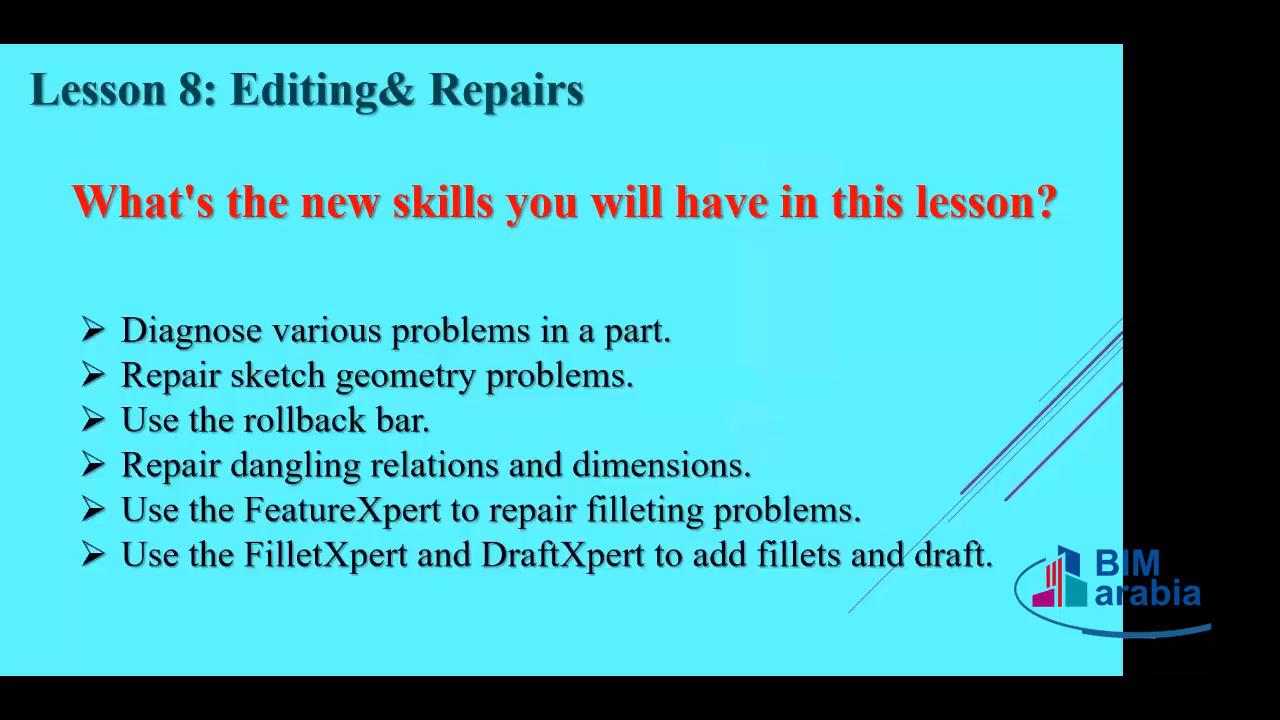 Lesson 8: Editing& Repairs
What's the new skills you will have in this lesson?
Diagnose various problems in a part.
Repair sketch geometry problems.
Use the rollback bar.
Repair dangling relations and dimensions.
Use the FeatureXpert to repair filleting problems.
Use the FilletXpert and DraftXpert to add fillets and draft.
BIM
arabia